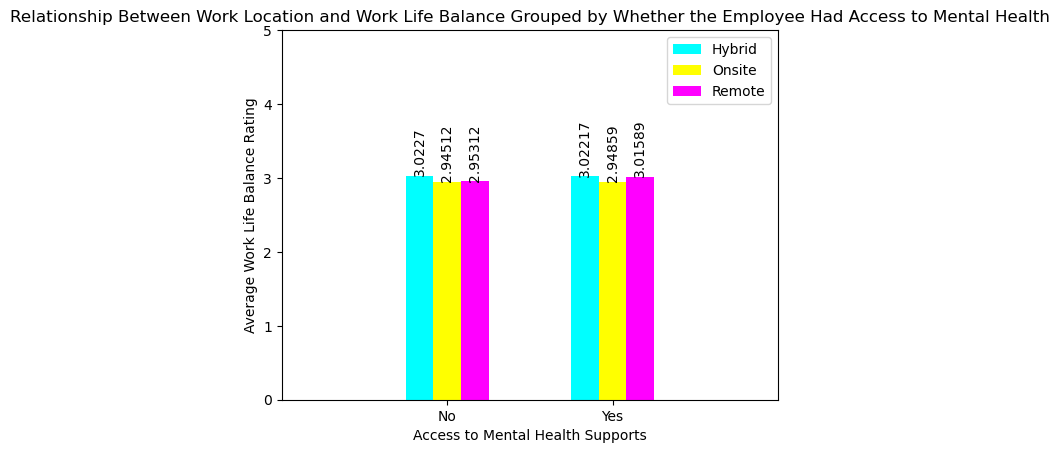 Relationship Between Work Location and Work Life Balance Grouped by Whether the Employee Had Access to Mental Health
Average Work Life Balance Rating
5
4
3
2
1
0
Hybrid
Onsite
Remote
3.0227
2.94512
2.95312
3.02217
2.94859
3.01589
No
Yes
Access to Mental Health Supports